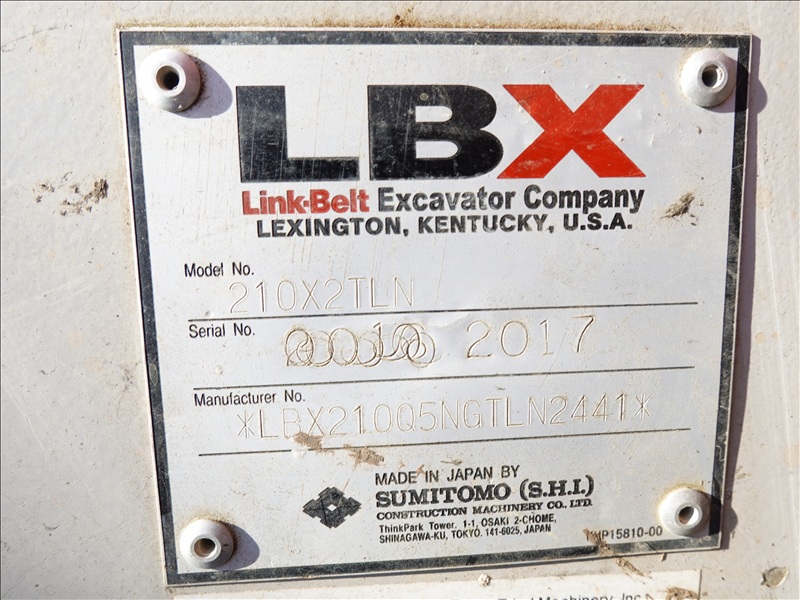 LBX
Link-Belt Excavator Company
LEXINGTON, KENTUCKY, U.S.A.
Model No.
210X2TLN
Serial No.
2017
Manufacturer No.
*LBX210Q5NGTLN2441*
MADE IN JAPAN BY
SUMITOMO (S.H.I.)
CONSTRUCTION MACHINERY CO., LTD.
ThinkPark Tower. 1-1, OSAKI 2-CHOME,
SHINAGAWA-KU, TOKYO. 141-6025, JAPAN
Machinery, Inc.